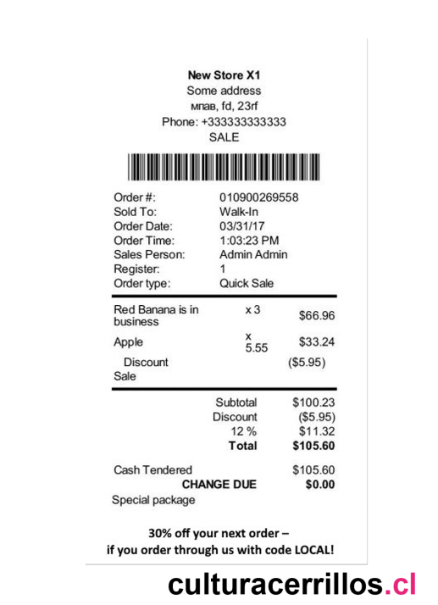 New Store X1
Some address
мпав, fd, 23rf
Phone: +333333333333
SALE
Order #: 010900269558
Sold To: Walk-In
Order Date: 03/31/17
Order Time: 1:03:23 PM
Sales Person: Admin Admin
Register: 1
Order type: Quick Sale
Red Banana is in business x 3 $66.96
Apple x 5.55 $33.24
Discount ($5.95)
Sale
Subtotal $100.23
Discount ($5.95)
12 % $11.32
Total $105.60
Cash Tendered $105.60
CHANGE DUE $0.00
Special package
30% off your next order –
if you order through us with code LOCAL!
culturacerrillos.cl